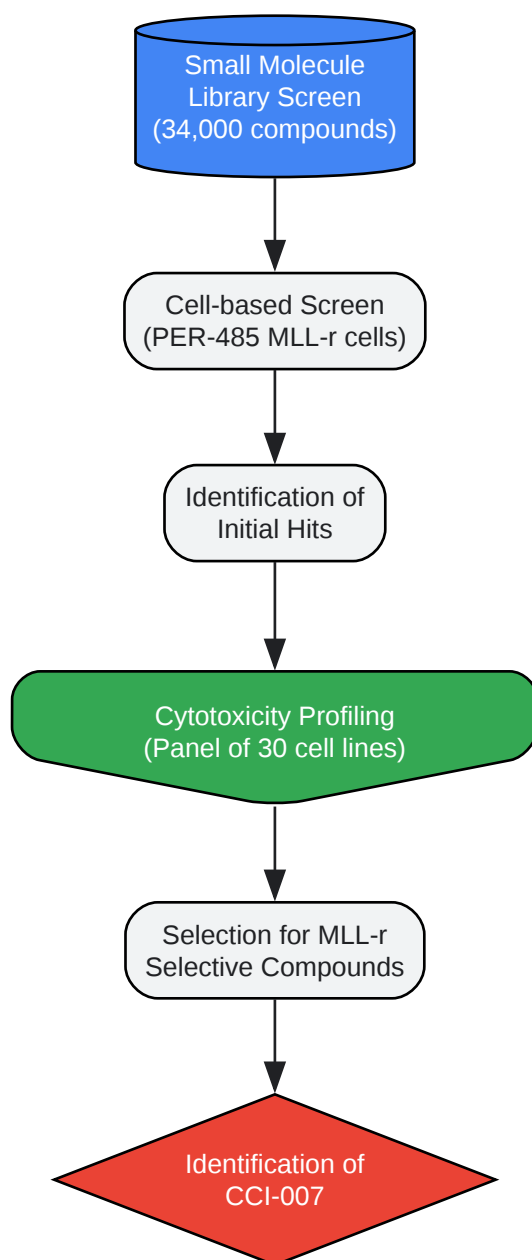 Small Molecule
Library Screen
(34,000 compounds)
Cell-based Screen
(PER-485 MLL-r cells)
Identification of
Initial Hits
Cytotoxicity Profiling
(Panel of 30 cell lines)
Selection for MLL-r
Selective Compounds
Identification of
CCI-007